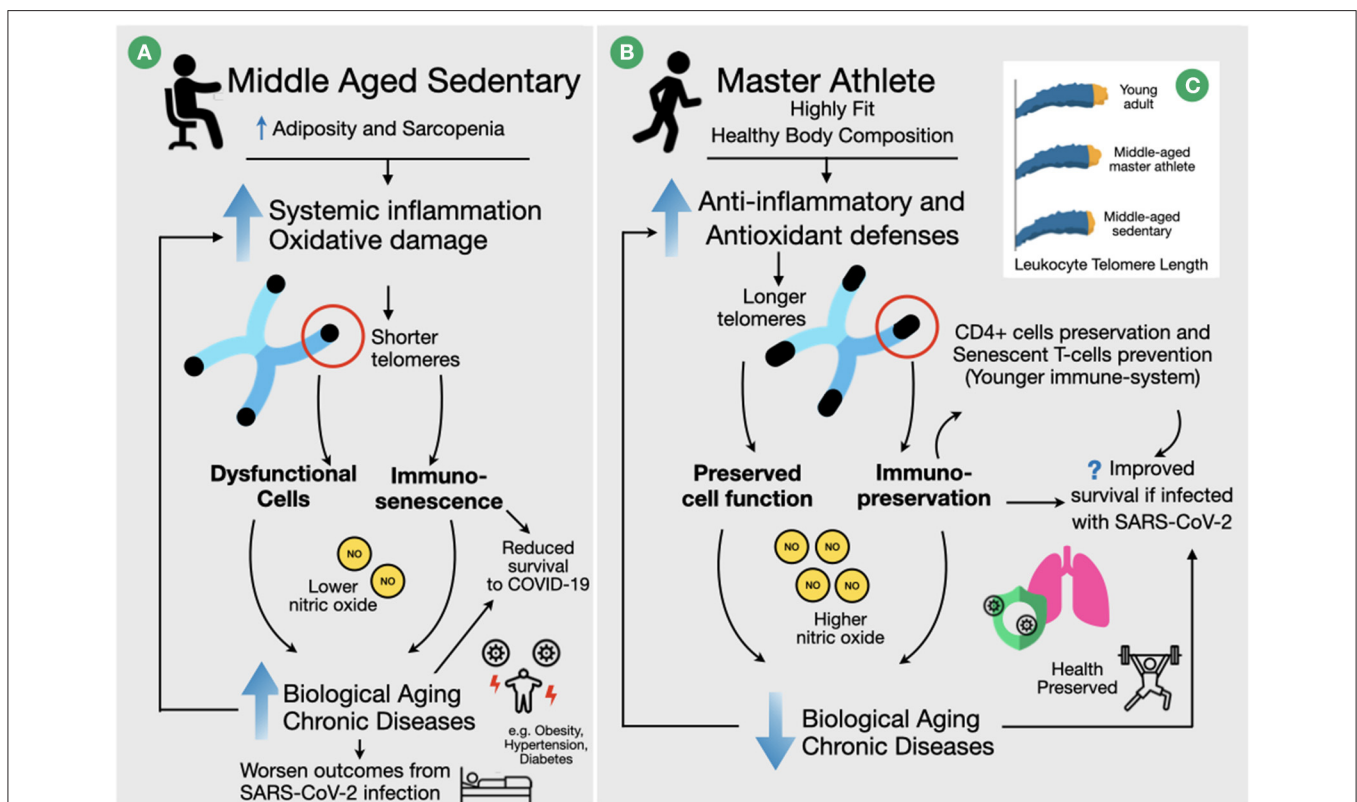 A
Middle Aged Sedentary
Adiposity and Sarcopenia
Systemic inflammation
Oxidative damage
Shorter
telomeres
Dysfunctional
Cells
Immuno-
senescence
NO
NO
Lower
nitric oxide
Reduced
survival
to COVID-19
Biological Aging
Chronic Diseases
e.g. Obesity,
Hypertension,
Diabetes
Worsen outcomes from
SARS-CoV-2 infection
B
Master Athlete
Highly Fit
Healthy Body Composition
Anti-inflammatory and
Antioxidant defenses
Longer
telomeres
CD4+ cells preservation and
Senescent T-cells prevention
(Younger immune-system)
Preserved
cell function
Immuno-
preservation
? Improved
survival if infected
with SARS-CoV-2
NO
NO
NO
NO
Higher
nitric oxide
Health
Preserved
Biological Aging
Chronic Diseases
C
Young
adult
Middle-aged
master athlete
Middle-aged
sedentary
Leukocyte Telomere Length